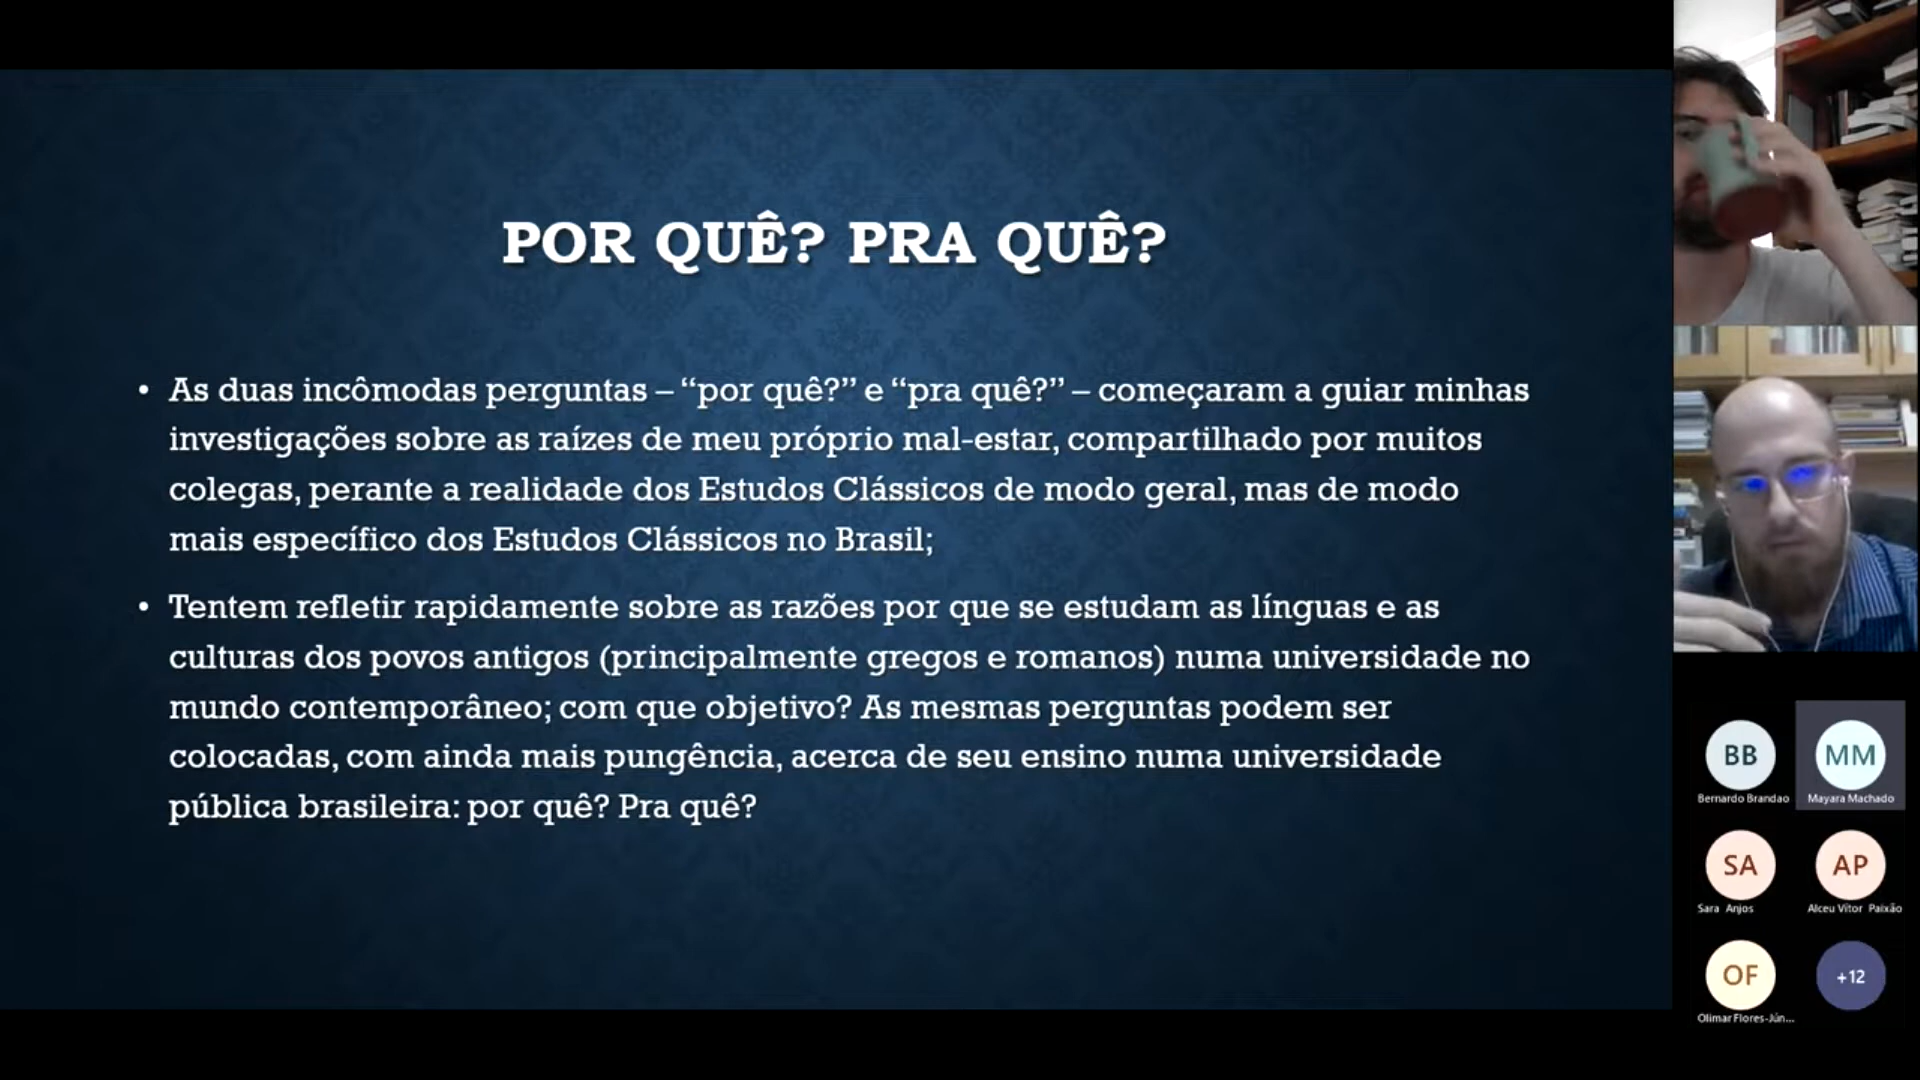 POR QUÊ? PRA QUÊ?
• As duas incômodas perguntas – “por quê?” e “pra quê?” – começaram a guiar minhas
investigações sobre as raízes de meu próprio mal-estar, compartilhado por muitos
colegas, perante a realidade dos Estudos Clássicos de modo geral, mas de modo
mais específico dos Estudos Clássicos no Brasil;
• Tentem refletir rapidamente sobre as razões por que se estudam as línguas e as
culturas dos povos antigos (principalmente gregos e romanos) numa universidade no
mundo contemporâneo; com que objetivo? As mesmas perguntas podem ser
colocadas, com ainda mais pungência, acerca de seu ensino numa universidade
pública brasileira: por quê? Pra quê?
BB
Bernardo Brandao
MM
Mayara Machado
SA
Sara Anjos
AP
Alceu Vítor Paixão
OF
Olimar Flores-Jún...
+12